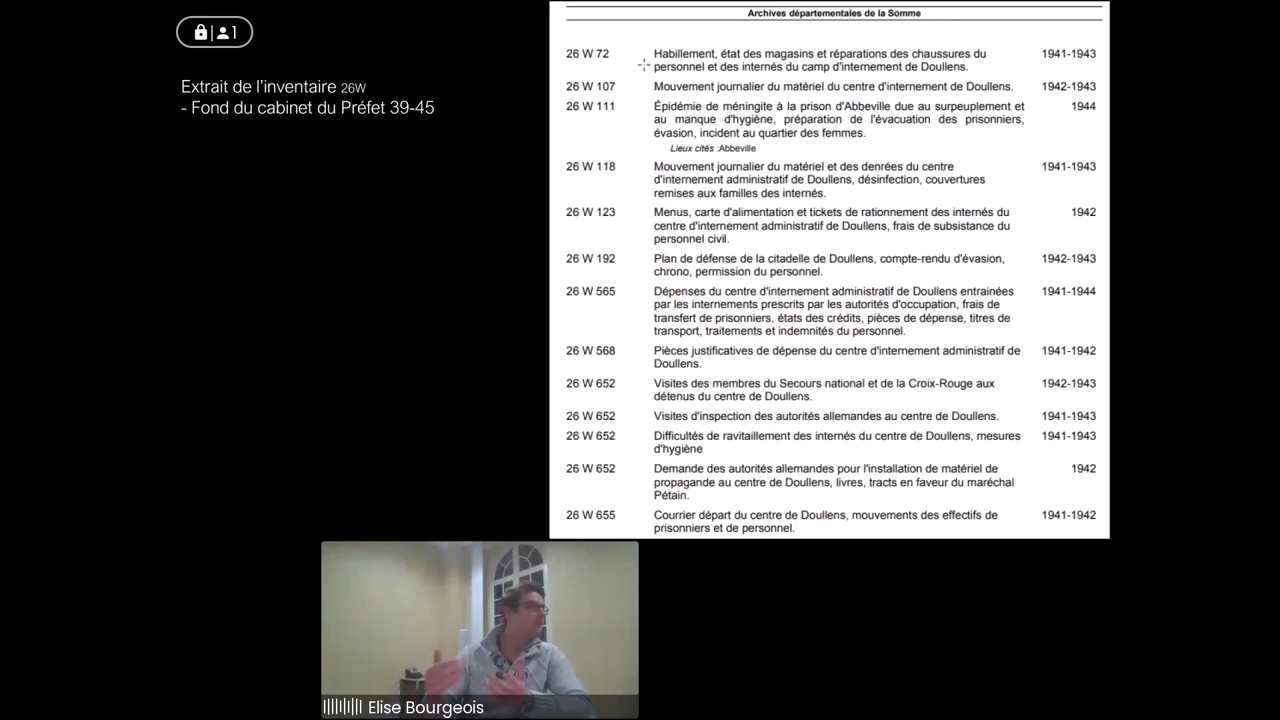 1
Extrait de l'inventaire 26W
- Fond du cabinet du Préfet 39-45
Archives départementales de la Somme
26 W 72 Habillement, état des magasins et réparations des chaussures du 1941-1943
personnel et des internés du camp d'internement de Doullens.
26 W 107 Mouvement journalier du matériel du centre d'internement de Doullens. 1942-1943
26 W 111 Épidémie de méningite à la prison d'Abbeville due au surpeuplement et 1944
au manque d'hygiène, préparation de l'évacuation des prisonniers,
évasion, incident au quartier des femmes.
Lieux cités :Abbeville
26 W 118 Mouvement journalier du matériel et des denrées du centre 1941-1943
d'internement administratif de Doullens, désinfection, couvertures
remises aux familles des internés.
26 W 123 Menus, carte d'alimentation et tickets de rationnement des internés du 1942
centre d'internement administratif de Doullens, frais de subsistance du
personnel civil.
26 W 192 Plan de défense de la citadelle de Doullens, compte-rendu d'évasion, 1942-1943
chrono, permission du personnel.
26 W 565 Dépenses du centre d'internement administratif de Doullens entrainées 1941-1944
par les internements prescrits par les autorités d'occupation, frais de
transfert de prisonniers, états des crédits, pièces de dépense, titres de
transport, traitements et indemnités du personnel.
26 W 568 Pièces justificatives de dépense du centre d'internement administratif de 1941-1942
Doullens.
26 W 652 Visites des membres du Secours national et de la Croix-Rouge aux 1942-1943
détenus du centre de Doullens.
26 W 652 Visites d'inspection des autorités allemandes au centre de Doullens. 1941-1943
26 W 652 Difficultés de ravitaillement des internés du centre de Doullens, mesures 1941-1943
d'hygiène
26 W 652 Demande des autorités allemandes pour l'installation de matériel de 1942
propagande au centre de Doullens, livres, tracts en faveur du maréchal
Pétain.
26 W 655 Courrier départ du centre de Doullens, mouvements des effectifs de 1941-1942
prisonniers et de personnel.
Elise Bourgeois